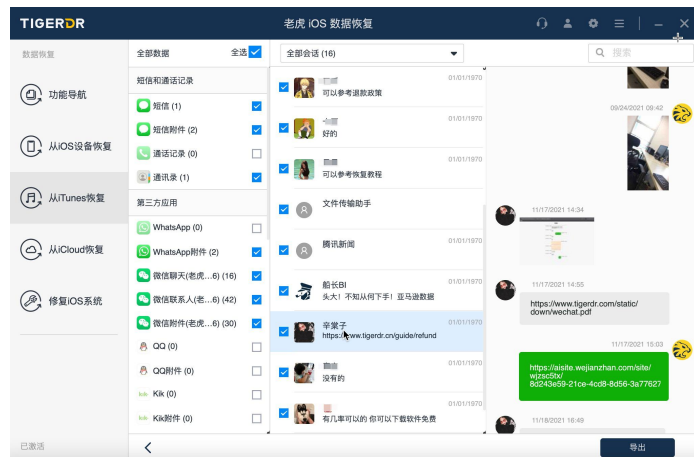 TIGERDR
老虎 iOS 数据恢复
数据恢复
功能导航
从iOS设备恢复
从iTunes恢复
从iCloud恢复
修复iOS系统
已激活
全部数据
全选
短信和通话记录
短信 (1)
短信附件 (2)
通话记录 (0)
通讯录 (1)
第三方应用
WhatsApp (0)
WhatsApp附件 (2)
微信聊天(老虎...6) (16)
微信联系人(老...6) (42)
微信附件(老虎...6) (30)
QQ (0)
QQ附件 (0)
Kik (0)
Kik附件 (0)
全部会话 (16)
搜索
01/01/1970
可以参考退款政策
01/01/1970
好的
01/01/1970
可以参考恢复教程
文件传输助手
01/01/1970
腾讯新闻
01/01/1970
船长BI
01/01/1970
头大！不知从何下手！亚马逊数据
辛棠子
01/01/1970
https://www.tigerdr.cn/guide/refund
01/01/1970
没有的
01/01/1970
有几率可以的 你可以下载软件免费
09/24/2021 09:42
11/17/2021 14:34
11/17/2021 14:55
https://www.tigerdr.com/static/
down/wechat.pdf
11/17/2021 15:03
https://aisite.wejianzhan.com/site/
wjzsc5tx/
8d243e59-21ce-4cd8-8d56-3a77627
11/18/2021 16:49
导出